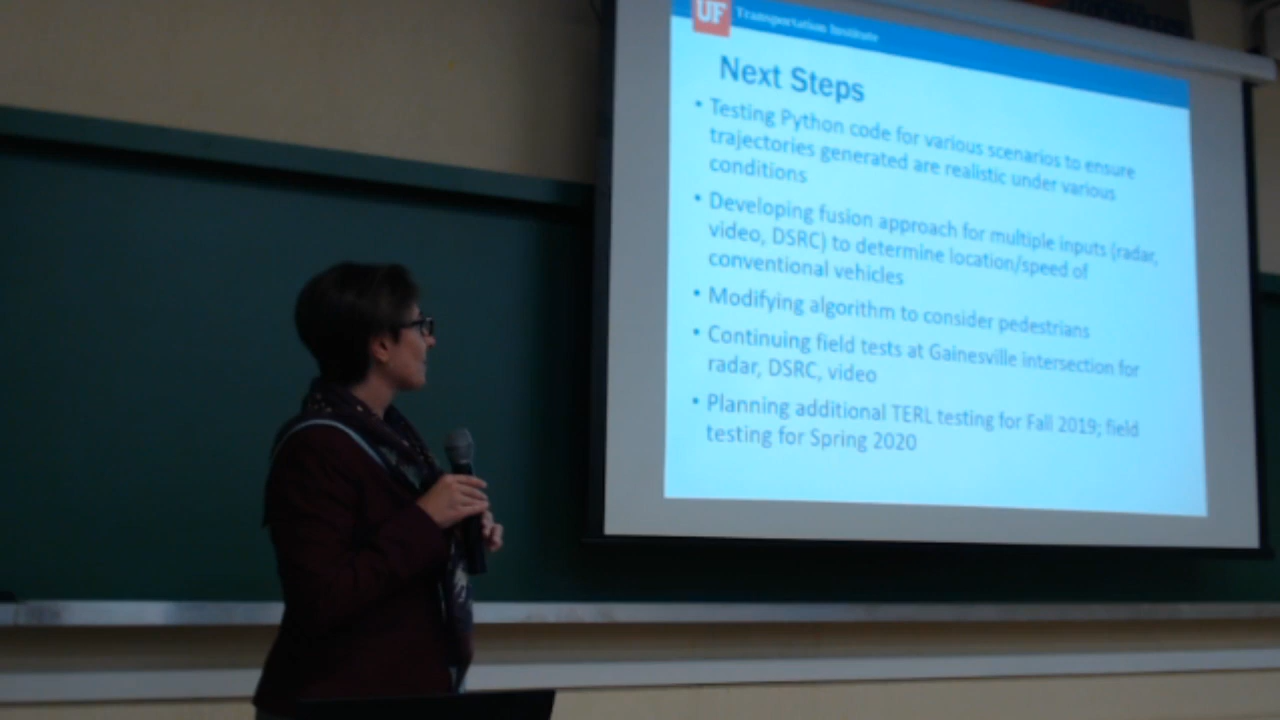 UF Transportation Institute
Next Steps
• Testing Python code for various scenarios to ensure
trajectories generated are realistic under various
conditions
• Developing fusion approach for multiple inputs (radar,
video, DSRC) to determine location/speed of
conventional vehicles
• Modifying algorithm to consider pedestrians
• Continuing field tests at Gainesville intersection for
radar, DSRC, video
• Planning additional TERL testing for Fall 2019; field
testing for Spring 2020